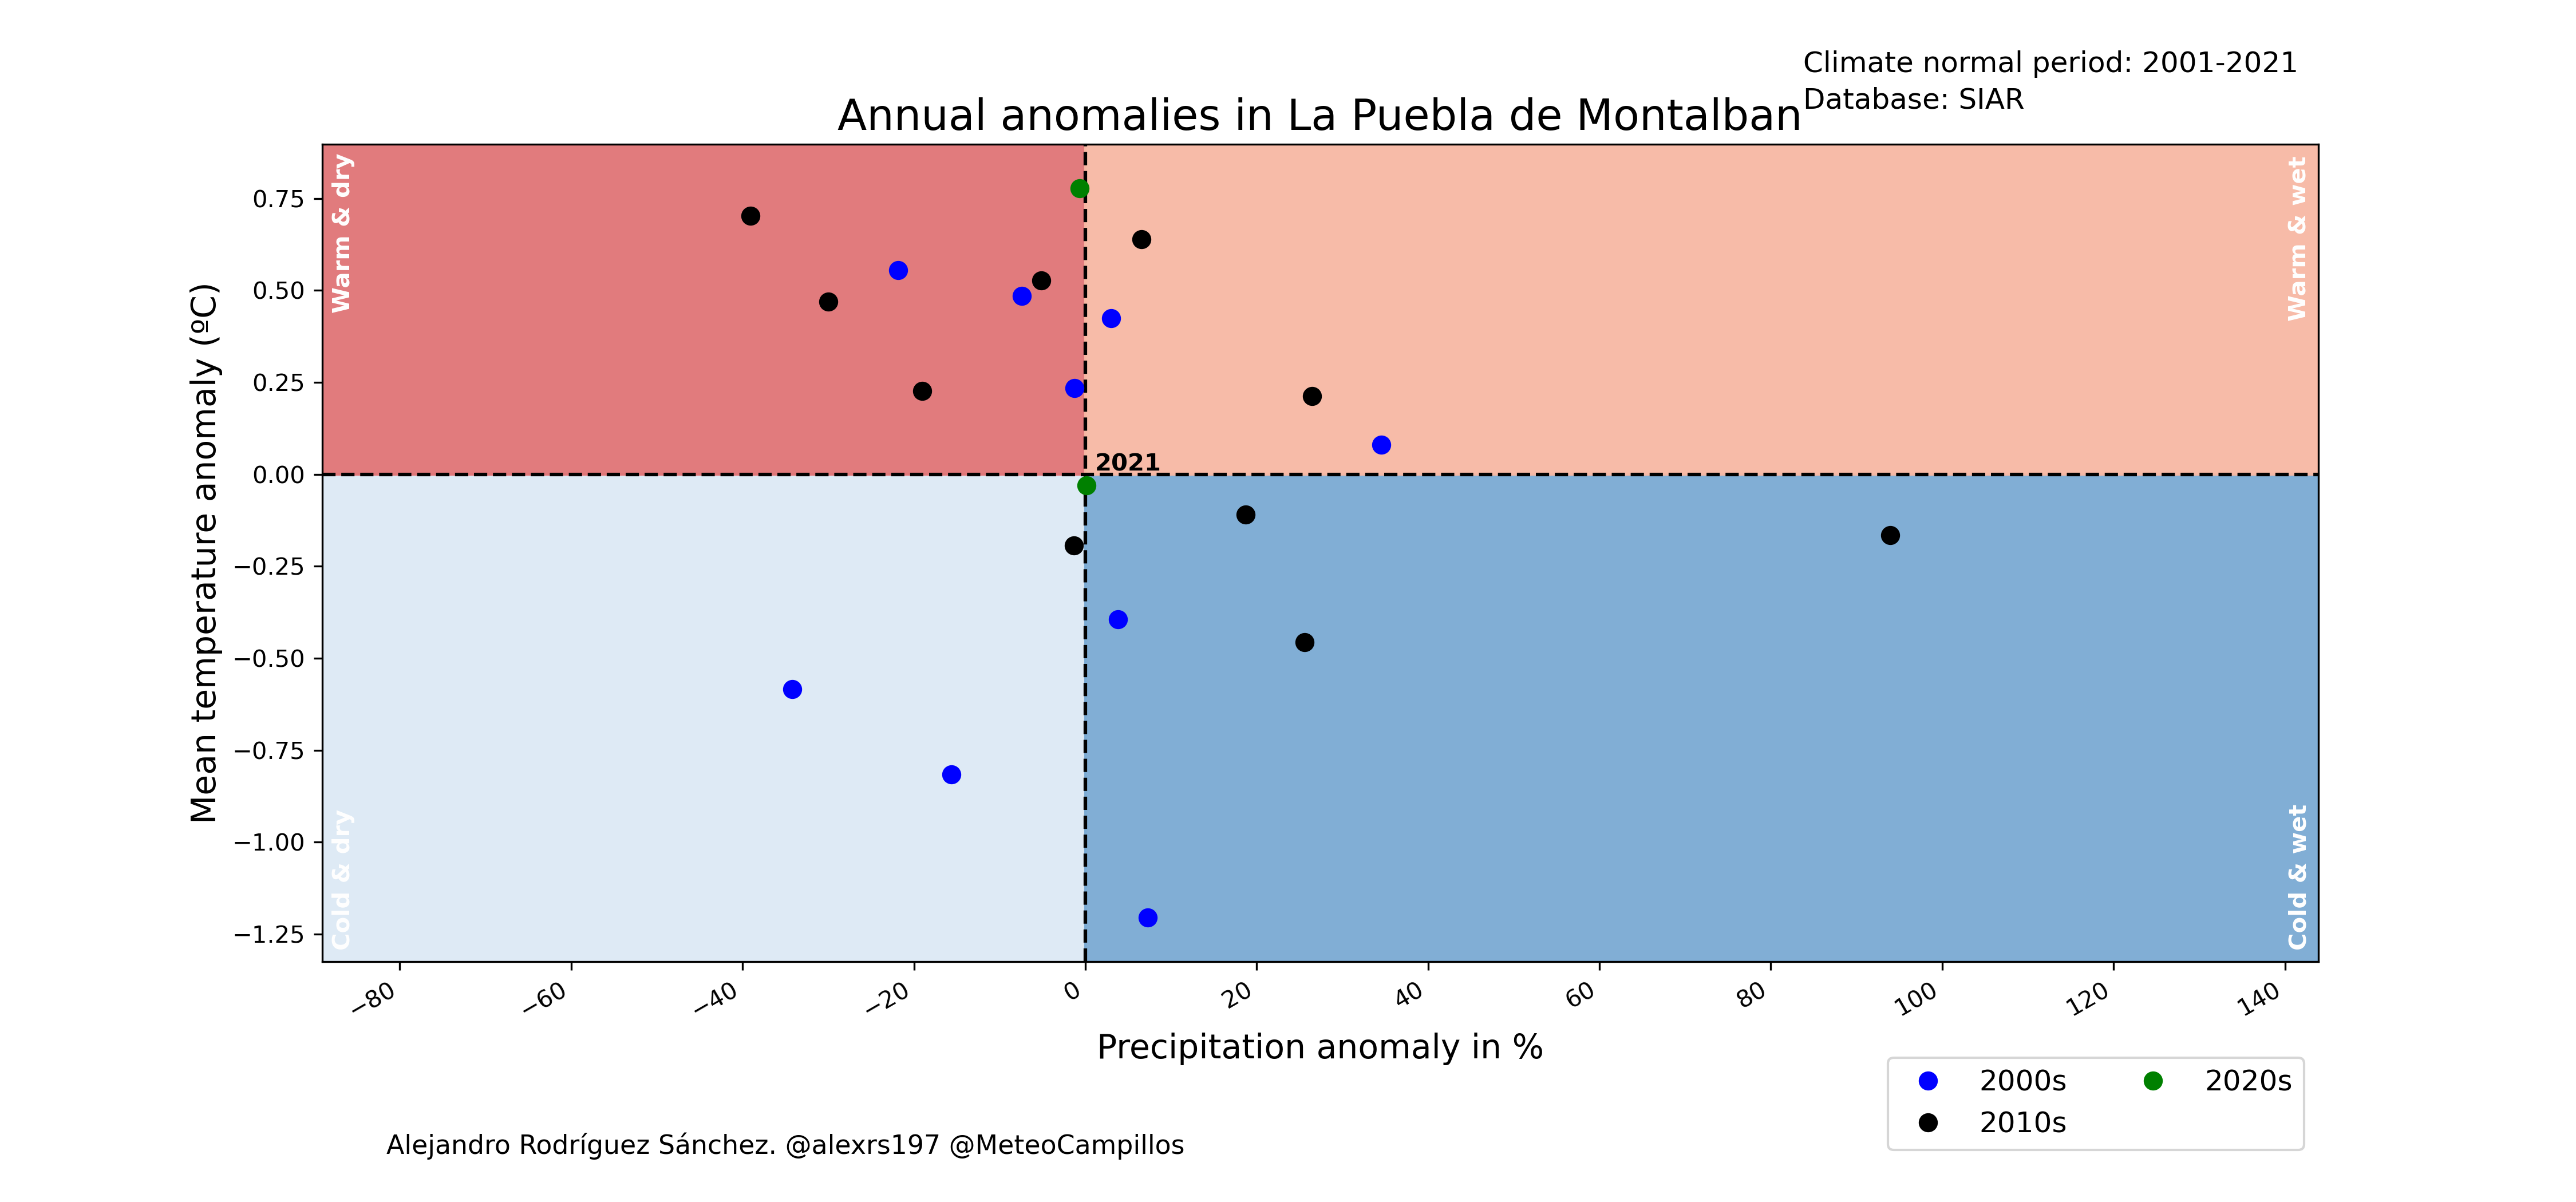 Climate normal period: 2001-2021
Database: SIAR
Annual anomalies in La Puebla de Montalban
Warm & dry
Warm & wet
Mean temperature anomaly (ºC)
0.75
0.50
0.25
0.00
−0.25
−0.50
−0.75
−1.00
−1.25
2021
Cold & dry
Cold & wet
−80
−60
−40
−20
0
20
40
60
80
100
120
140
Precipitation anomaly in %
2000s
2010s
2020s
Alejandro Rodríguez Sánchez. @alexrs197 @MeteoCampillos